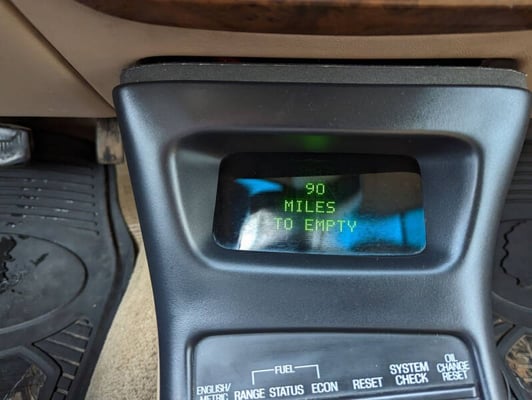 90
MILES
TO EMPTY
FUEL
ENGLISH/
METRIC
RANGE
STATUS
ECON
RESET
SYSTEM
CHECK
OIL
CHANGE
RESET